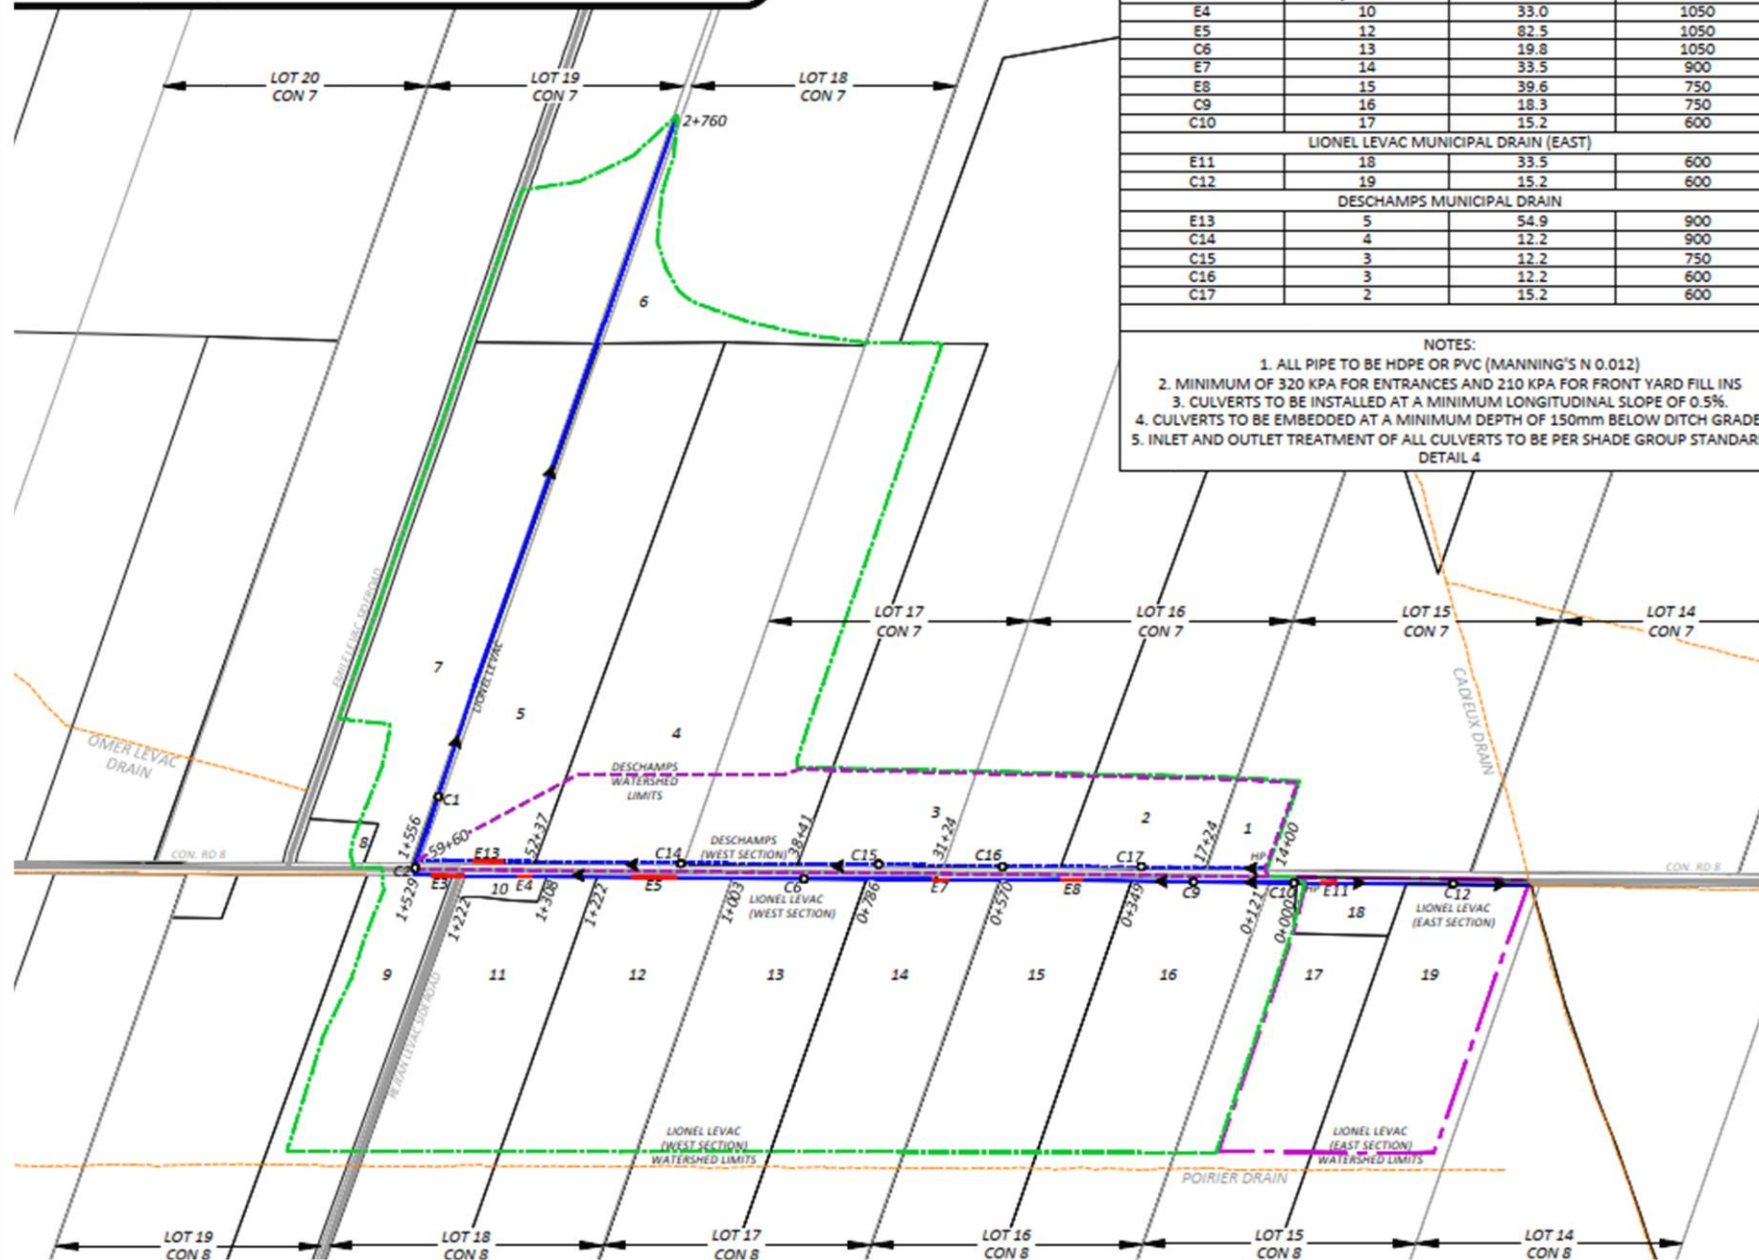 E4 10 33.0 1050
E5 12 82.5 1050
C6 13 19.8 1050
E7 14 33.5 900
E8 15 39.6 750
C9 16 18.3 750
C10 17 15.2 600
LIONEL LEVAC MUNICIPAL DRAIN (EAST)
E11 18 33.5 600
C12 19 15.2 600
DESCHAMPS MUNICIPAL DRAIN
E13 5 54.9 900
C14 4 12.2 900
C15 3 12.2 750
C16 3 12.2 600
C17 2 15.2 600
NOTES:
1. ALL PIPE TO BE HDPE OR PVC (MANNING'S N 0.012)
2. MINIMUM OF 320 KPA FOR ENTRANCES AND 210 KPA FOR FRONT YARD FILL INS
3. CULVERTS TO BE INSTALLED AT A MINIMUM LONGITUDINAL SLOPE OF 0.5%.
4. CULVERTS TO BE EMBEDDED AT A MINIMUM DEPTH OF 150mm BELOW DITCH GRADE
5. INLET AND OUTLET TREATMENT OF ALL CULVERTS TO BE PER SHADE GROUP STANDAR
DETAIL 4
LOT 20
CON 7
LOT 19
CON 7
LOT 18
CON 7
2+760
6
LOT 17
CON 7
LOT 16
CON 7
LOT 15
CON 7
LOT 14
CON 7
EMILE LEVAC SIDEROAD
LIONEL LEVAC
7
5
4
OMER LEVAC
DRAIN
CADIEUX DRAIN
DESCHAMPS
WATERSHED
LIMITS
C1
3
2
1
8
1+556
59+60
52+37
38+41
31+24
17+24
14+00
CON. RD 8
C2
E13
C14
DESCHAMPS
(WEST SECTION)
C15
C16
C17
HP
CON. RD 8
E3
10
E4
E5
C6
E7
E8
C9
C10
HP
E11
C12
1+529
1+222
1+308
1+222
1+003
LIONEL LEVAC
(WEST SECTION)
0+786
0+570
0+349
0+121
0+000
18
LIONEL LEVAC
(EAST SECTION)
9
11
12
13
14
15
16
17
19
REJEAN LEVAC SIDE ROAD
LIONEL LEVAC
(WEST SECTION)
WATERSHED LIMITS
LIONEL LEVAC
(EAST SECTION)
WATERSHED LIMITS
POIRIER DRAIN
LOT 19
CON 8
LOT 18
CON 8
LOT 17
CON 8
LOT 16
CON 8
LOT 15
CON 8
LOT 14
CON 8